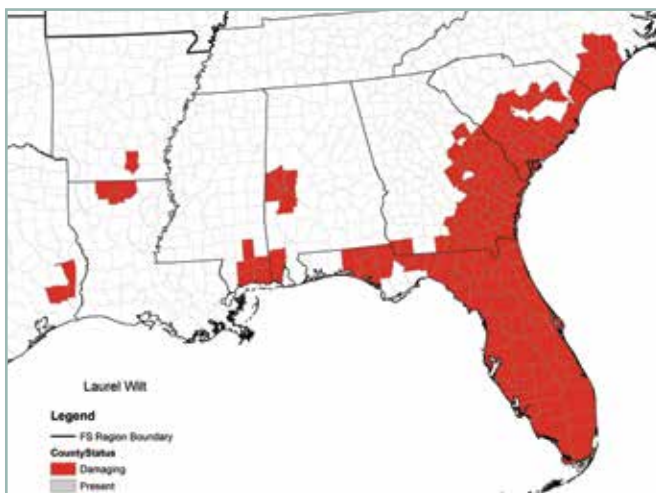 Laurel Wilt
Legend
FS Region Boundary
CountyStatus
Damaging
Present